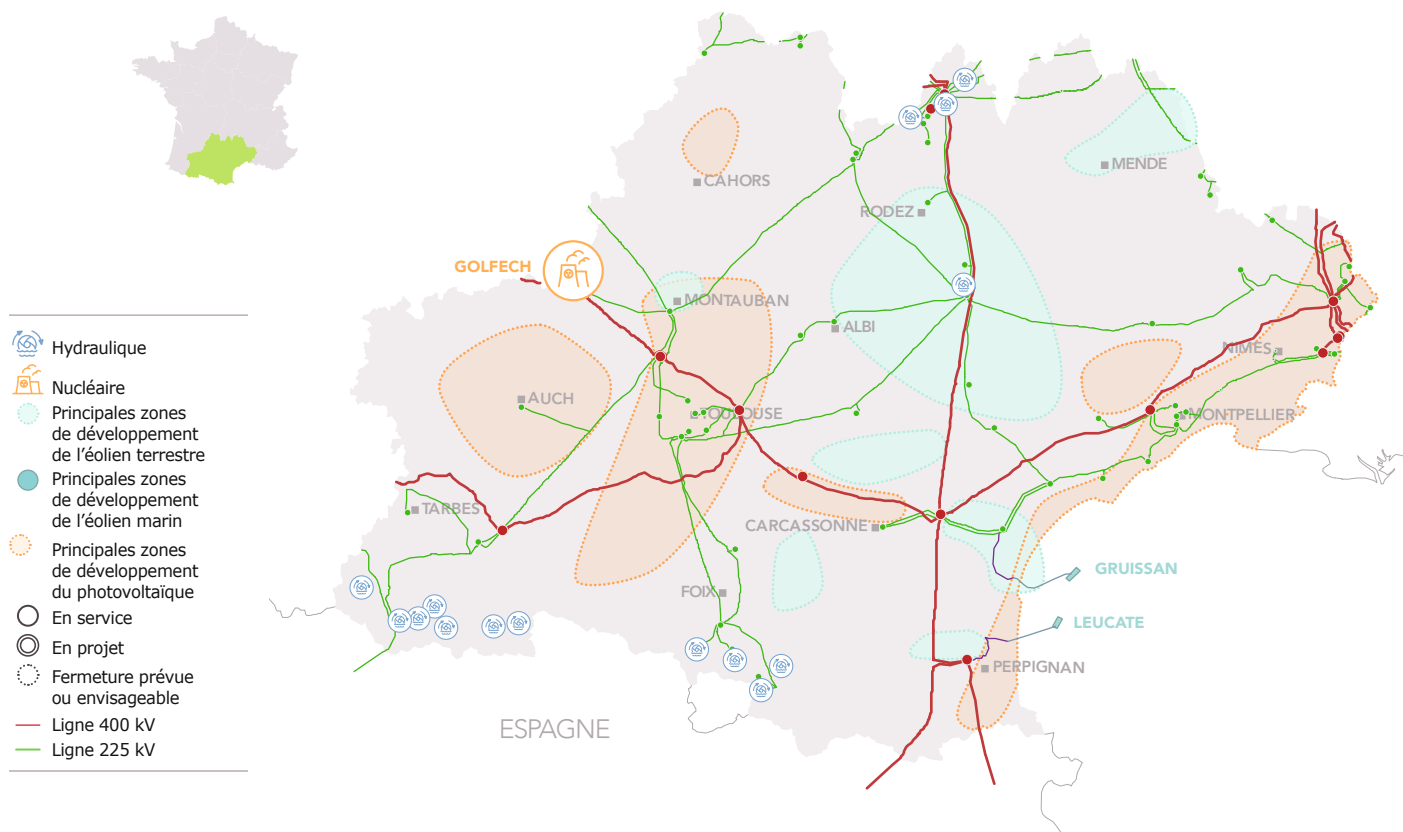 CAHORS
MENDE
RODEZ
GOLFECH
MONTAUBAN
ALBI
NÎMES
AUCH
TOULOUSE
MONTPELLIER
TARBES
CARCASSONNE
GRUISSAN
FOIX
LEUCATE
PERPIGNAN
ESPAGNE
Hydraulique
Nucléaire
Principales zones
de développement
de l'éolien terrestre
Principales zones
de développement
de l'éolien marin
Principales zones
de développement
du photovoltaïque
En service
En projet
Fermeture prévue
ou envisageable
Ligne 400 kV
Ligne 225 kV